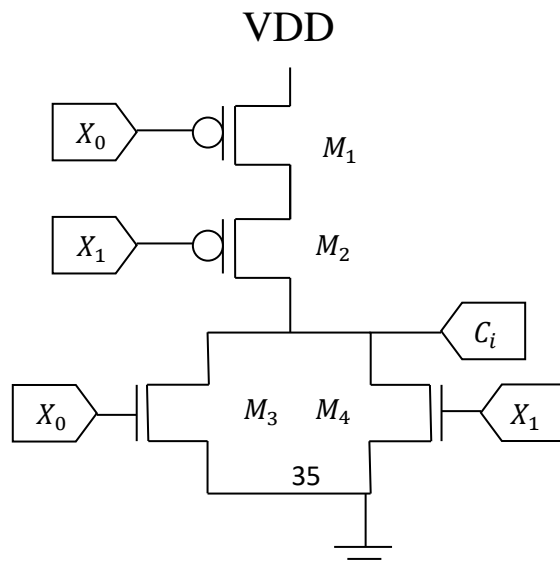 VDD
X₀
M₁
X₁
M₂
Cᵢ
X₀
M₃
M₄
X₁
35